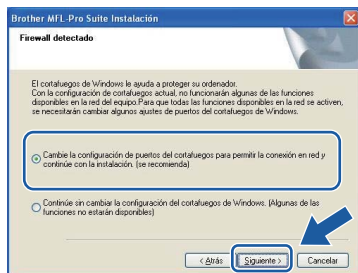 Brother MFL-Pro Suite Instalación
Firewall detectado
El cortafuegos de Windows le ayuda a proteger su ordenador.
Con la configuración de cortafuegos actual, no funcionarán algunas de las funciones
disponibles en la red del equipo.Para que todas las funciones disponibles en la red se activen,
se necesitarán cambiar algunos ajustes de puertos del cortafuegos de Windows.
Cambie la configuración de puertos del cortafuegos para permitir la conexión en red y
continúe con la instalación. (se recomienda)
Continúe sin cambiar la configuración del cortafuegos de Windows. (Algunas de las
funciones no estarán disponibles)
< Atrás Siguiente > Cancelar